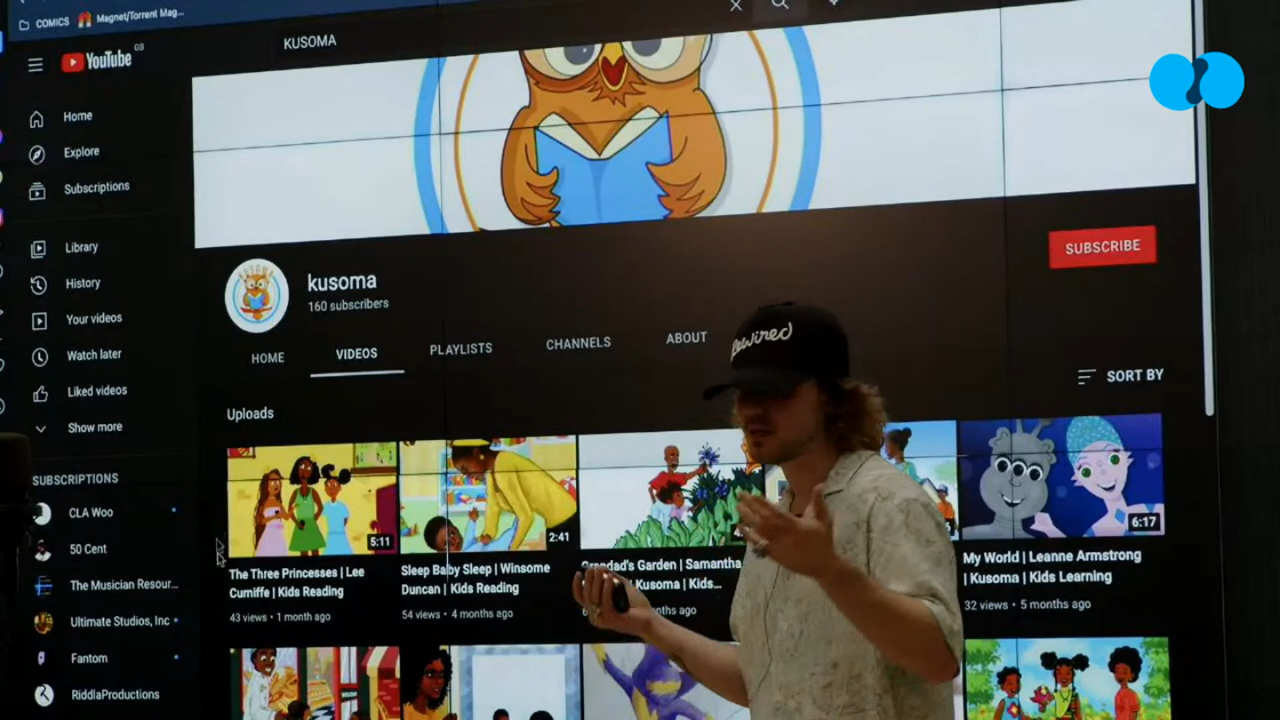 COMICS
Magnet/Torrent Mag...
YouTube GB
KUSOMA
Home
Explore
Subscriptions
Library
History
Your videos
Watch later
Liked videos
Show more
SUBSCRIPTIONS
CLA Woo
50 Cent
The Musician Resour...
Ultimate Studios, Inc
Fantom
RiddlaProductions
kusoma
160 subscribers
SUBSCRIBE
HOME
VIDEOS
PLAYLISTS
CHANNELS
ABOUT
SORT BY
Uploads
5:11
The Three Princesses | Lee
Cumiffe | Kids Reading
43 views • 1 month ago
2:41
Sleep Baby Sleep | Winsome
Duncan | Kids Reading
54 views • 4 months ago
Grandad's Garden | Samantha
Kusoma | Kids...
ago
6:17
My World | Leanne Armstrong
| Kusoma | Kids Learning
32 views • 5 months ago
Rewired